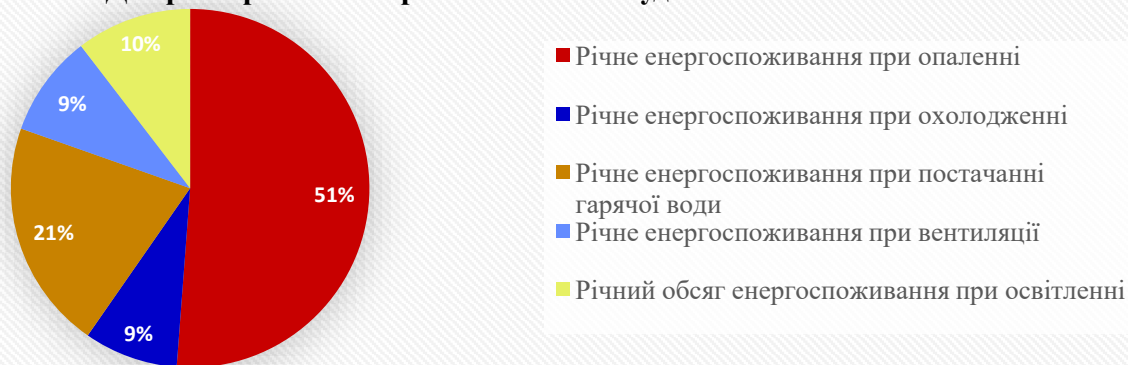 10%
9%
51%
21%
9%
Річне енергоспоживання при опаленні
Річне енергоспоживання при охолодженні
Річне енергоспоживання при постачанні
гарячої води
Річне енергоспоживання при вентиляції
Річний обсяг енергоспоживання при освітленні